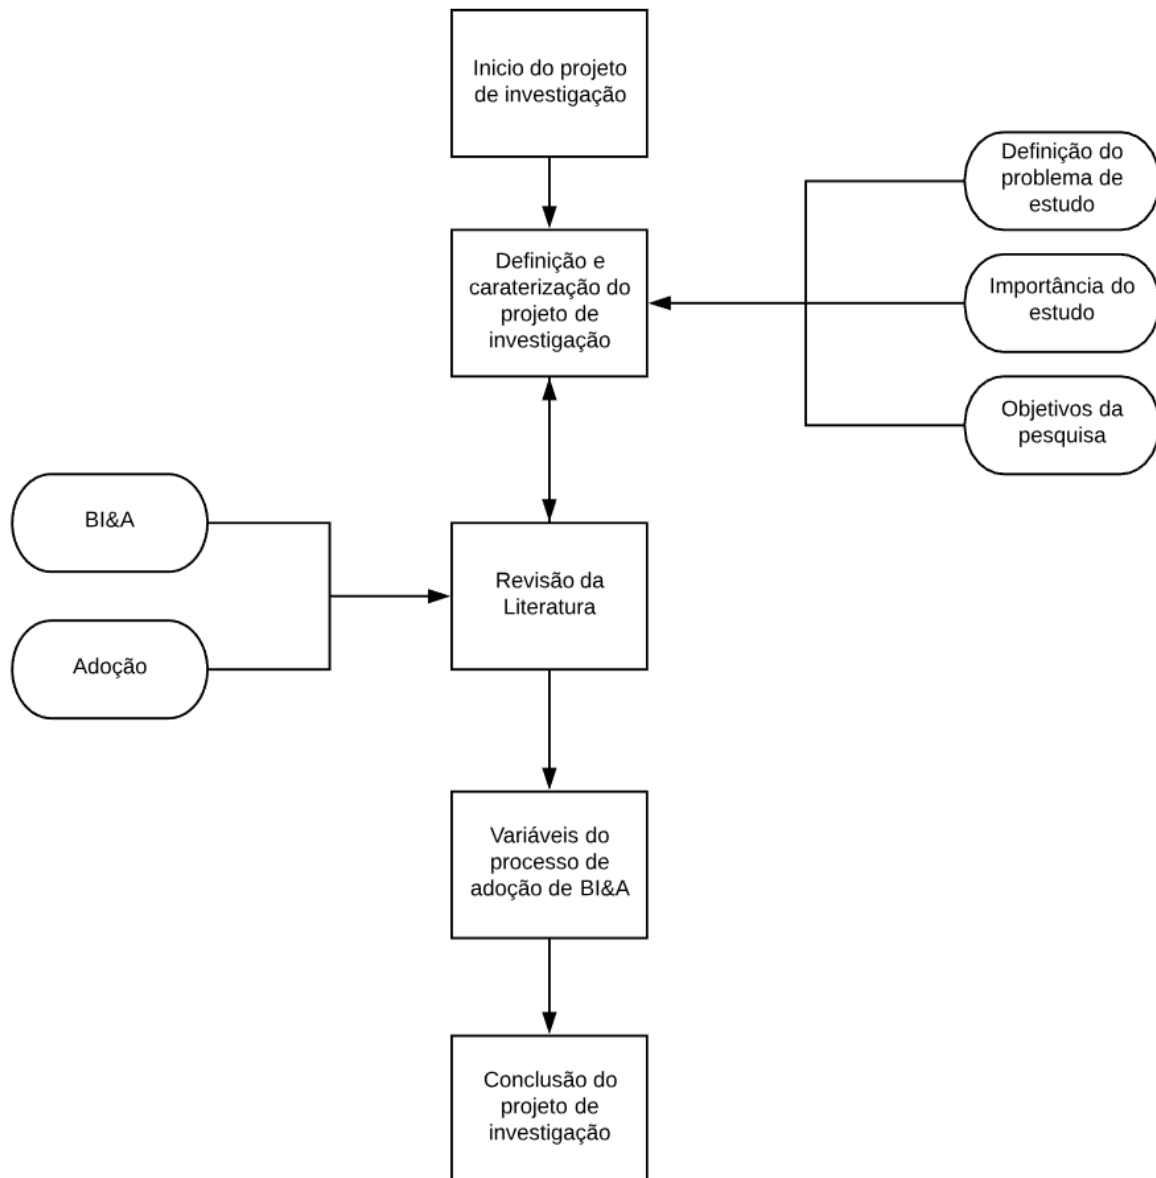 Inicio do projeto
de investigação
Definição do
problema de
estudo
Definição e
caraterização do
projeto de
investigação
Importância do
estudo
Objetivos da
pesquisa
BI&A
Revisão da
Literatura
Adoção
Variáveis do
processo de
adoção de BI&A
Conclusão do
projeto de
investigação